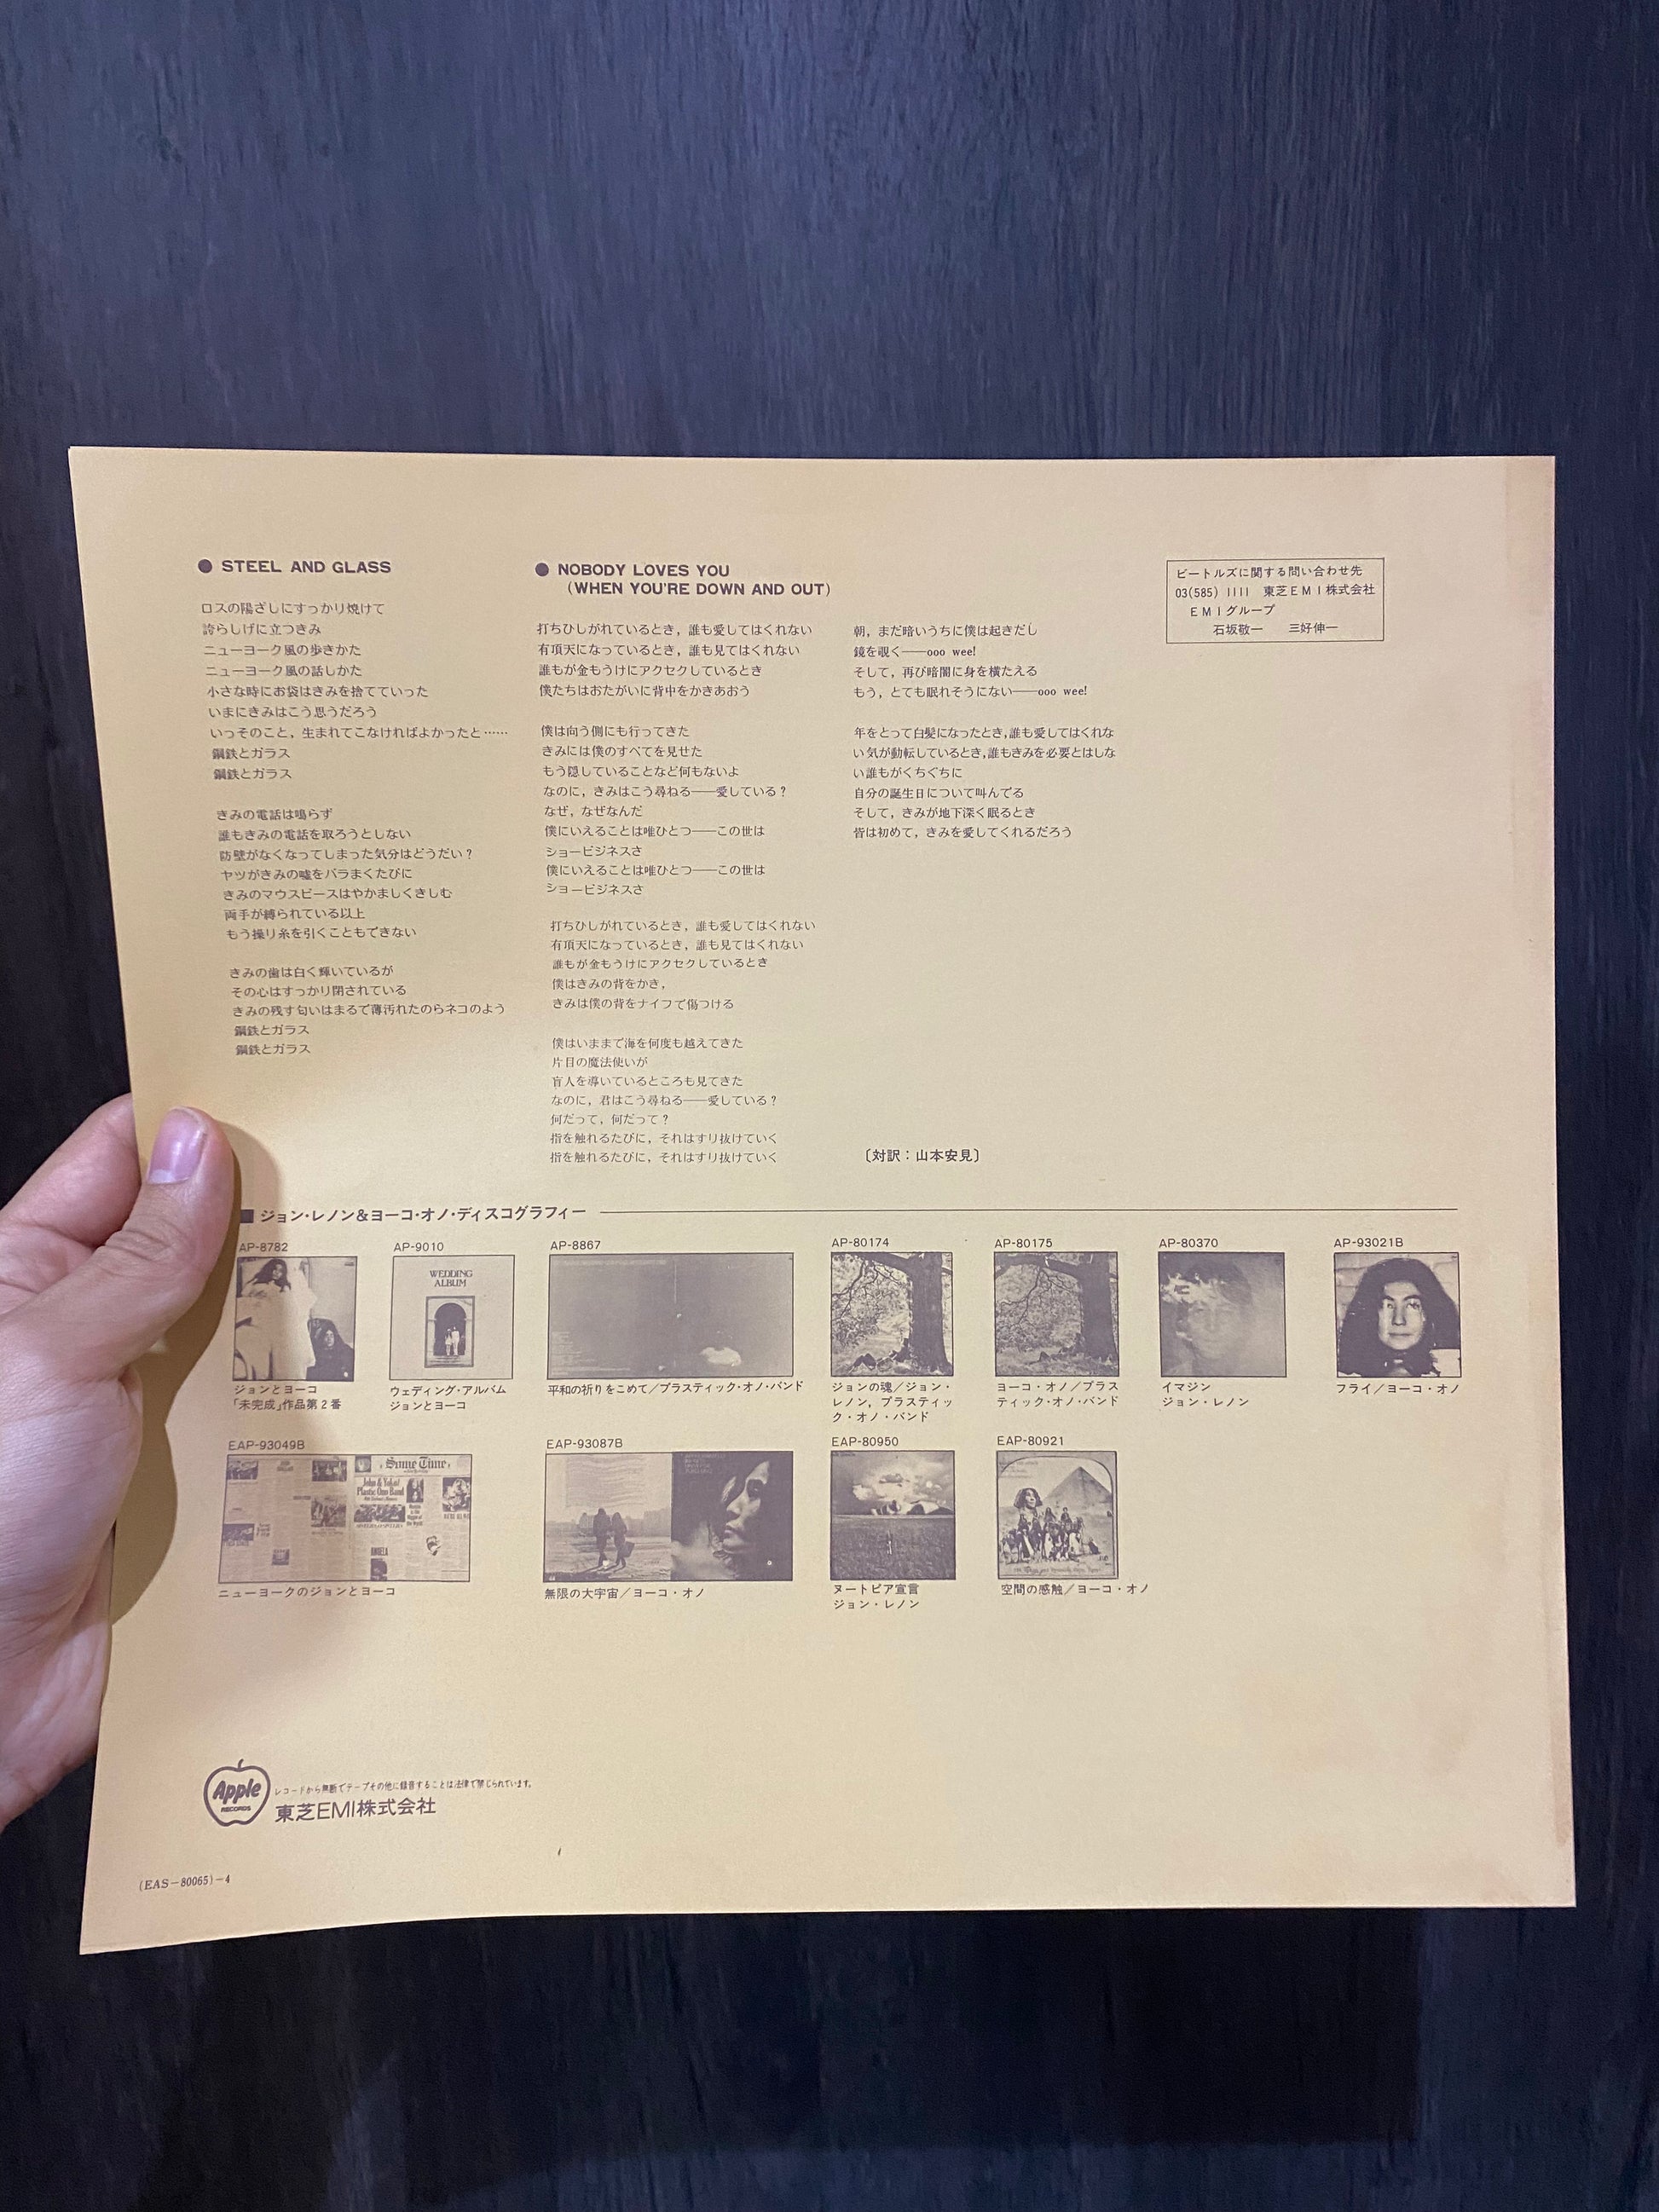 ● STEEL AND GLASS
ロスの陽ざしにすっかり焼けて
誇らしげに立つきみ
ニューヨーク風の歩きかた
ニューヨーク風の話しかた
小さな時にお袋はきみを捨てていった
いまにきみはこう思うだろう
いっそのこと，生まれてこなければよかったと……
鋼鉄とガラス
鋼鉄とガラス
きみの電話は鳴らず
誰もきみの電話を取ろうとしない
防壁がなくなってしまった気分はどうだい？
ヤツがきみの嘘をバラまくたびに
きみのマウスピースはやかましくきしむ
両手が縛られている以上
もう操り糸を引くこともできない
きみの歯は白く輝いているが
その心はすっかり閉されている
きみの残す匂いはまるで薄汚れたのらネコのよう
鋼鉄とガラス
鋼鉄とガラス
● NOBODY LOVES YOU
(WHEN YOU'RE DOWN AND OUT)
打ちひしがれているとき，誰も愛してはくれない
有頂天になっているとき，誰も見てはくれない
誰もが金もうけにアクセクしているとき
僕たちはおたがいに背中をかきあおう
僕は向う側にも行ってきた
きみには僕のすべてを見せた
もう隠していることなど何もないよ
なのに，きみはこう尋ねる——愛している？
なぜ，なぜなんだ
僕にいえることは唯ひとつ——この世は
ショービジネスさ
僕にいえることは唯ひとつ——この世は
ショービジネスさ
打ちひしがれているとき，誰も愛してはくれない
有頂天になっているとき，誰も見てはくれない
誰もが金もうけにアクセクしているとき
僕はきみの背をかき，
きみは僕の背をナイフで傷つける
僕はいままで海を何度も越えてきた
片目の魔法使いが
盲人を導いているところも見てきた
なのに，君はこう尋ねる——愛している？
何だって，何だって？
指を触れるたびに，それはすり抜けていく
指を触れるたびに，それはすり抜けていく
朝，まだ暗いうちに僕は起きだし
鏡を覗く——ooo wee!
そして，再び暗闇に身を横たえる
もう，とても眠れそうにない——ooo wee!
年をとって白髪になったとき，誰も愛してはくれな
い気が動転しているとき，誰もきみを必要とはしな
い誰もがくちぐちに
自分の誕生日について叫んでる
そして，きみが地下深く眠るとき
皆は初めて，きみを愛してくれるだろう
〔対訳：山本安見〕
ビートルズに関する問い合わせ先
03(585) 1111 東芝EMI株式会社
EMIグループ
石坂敬一 三好伸一
■ ジョン・レノン&ヨーコ・オノ・ディスコグラフィー
AP-8782
ジョンとヨーコ
「未完成」作品第2番
AP-9010
WEDDING
ALBUM
ウェディング・アルバム
ジョンとヨーコ
AP-8867
平和の祈りをこめて／プラスティック・オノ・バンド
AP-80174
ジョンの魂／ジョン・
レノン，プラスティッ
ク・オノ・バンド
AP-80175
ヨーコ・オノ／プラス
ティック・オノ・バンド
AP-80370
イマジン
ジョン・レノン
AP-93021B
フライ／ヨーコ・オノ
EAP-93049B
Some Time
John & Yoko/
Plastic Ono Band
ANGELA
ニューヨークのジョンとヨーコ
EAP-93087B
無限の大宇宙／ヨーコ・オノ
EAP-80950
ヌートピア宣言
ジョン・レノン
EAP-80921
空間の感触／ヨーコ・オノ
Apple
RECORDS
レコードから無断でテープその他に録音することは法律で禁じられています。
東芝EMI株式会社
(EAS-80065)-4